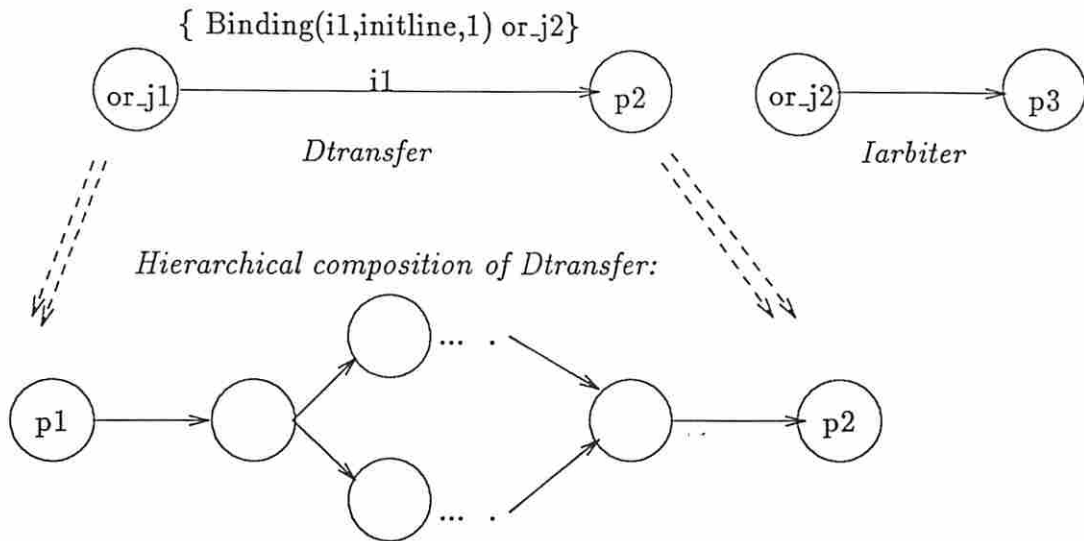 { Binding(i1,initline,1) or_j2}
or_j1 i1 p2 or_j2 p3
Dtransfer Iarbiter
Hierarchical composition of Dtransfer:
... .
p1 p2
... .